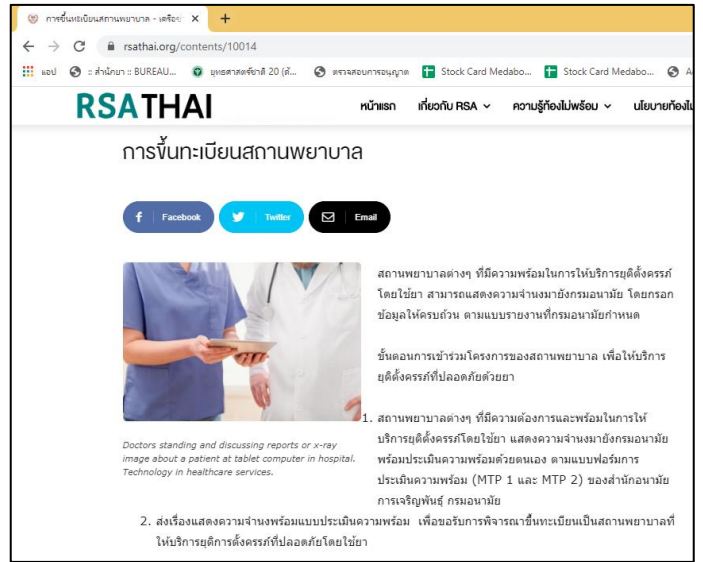 การขึ้นทะเบียนสถานพยาบาล - เครือข
rsathai.org/contents/10014
แอป
:: สำนักบก :: BUREAU...
ยุทธศาสตร์ชาติ 20 (ด้...
ตรวจสอบการอนุญาต
Stock Card Medabo...
Stock Card Medabo...
RSATHAI
หน้าแรก
เกี่ยวกับ RSA
ความรู้ท้องไม่พร้อม
นโยบายท้องไม่
การขึ้นทะเบียนสถานพยาบาล
Facebook
Twitter
Email
สถานพยาบาลต่างๆ ที่มีความพร้อมในการให้บริการยุติตั้งครรภ์
โดยใช้ยา สามารถแสดงความจำนงมายังกรมอนามัย โดยกรอก
ข้อมูลให้ครบถ้วน ตามแบบรายงานที่กรมอนามัยกำหนด
ขั้นตอนการเข้าร่วมโครงการของสถานพยาบาล เพื่อให้บริการ
ยุติตั้งครรภ์ที่ปลอดภัยด้วยยา
Doctors standing and discussing reports or x-ray
image about a patient at tablet computer in hospital.
Technology in healthcare services.
1. สถานพยาบาลต่างๆ ที่มีความต้องการและพร้อมในการให้
บริการยุติตั้งครรภ์โดยใช้ยา แสดงความจำนงมายังกรมอนามัย
พร้อมประเมินความพร้อมด้วยตนเอง ตามแบบฟอร์มการ
ประเมินความพร้อม (MTP 1 และ MTP 2) ของสำนักอนามัย
การเจริญพันธุ์ กรมอนามัย
2. ส่งเรื่องแสดงความจำนงพร้อมแบบประเมินความพร้อม เพื่อขอรับการพิจารณาขึ้นทะเบียนเป็นสถานพยาบาลที่
ให้บริการยุติการตั้งครรภ์ที่ปลอดภัยโดยใช้ยา